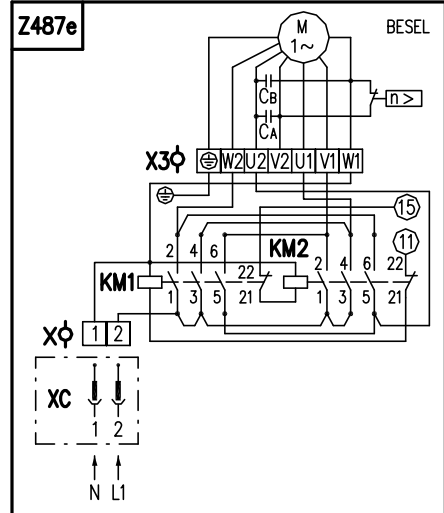 Z487e
BESEL
M
1~
CB
n >
CA
X3
W2 U2 V2 U1 V1 W1
15
11
KM1
2 4 6
22
1 3 5
21
KM2
2 4 6
22
1 3 5
21
X
1 2
XC
1 2
N L1